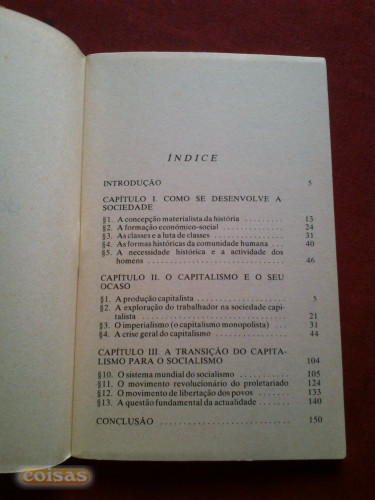 ÍNDICE
INTRODUÇÃO 5
CAPÍTULO I. COMO SE DESENVOLVE A
SOCIEDADE
§1. A concepção materialista da história .......... 13
§2. A formação económico-social ................ 24
§3. As classes e a luta de classes ................ 31
§4. As formas históricas da comunidade humana .... 40
§5. A necessidade histórica e a actividade dos
homens ................................ 46
CAPÍTULO II. O CAPITALISMO E O SEU
OCASO
§1. A produção capitalista ..................... 5
§2. A exploração do trabalhador na sociedade capi-
talista .................................. 21
§3. O imperialismo (o capitalismo monopolista) .... 31
§4. A crise geral do capitalismo .................. 44
CAPÍTULO III. A TRANSIÇÃO DO CAPITA-
LISMO PARA O SOCIALISMO 104
§10. O sistema mundial do socialismo ............. 105
§11. O movimento revolucionário do proletariado .... 124
§12. O movimento de libertação dos povos .......... 133
§13. A questão fundamental da actualidade ......... 140
CONCLUSÃO ................................ 150
coisas